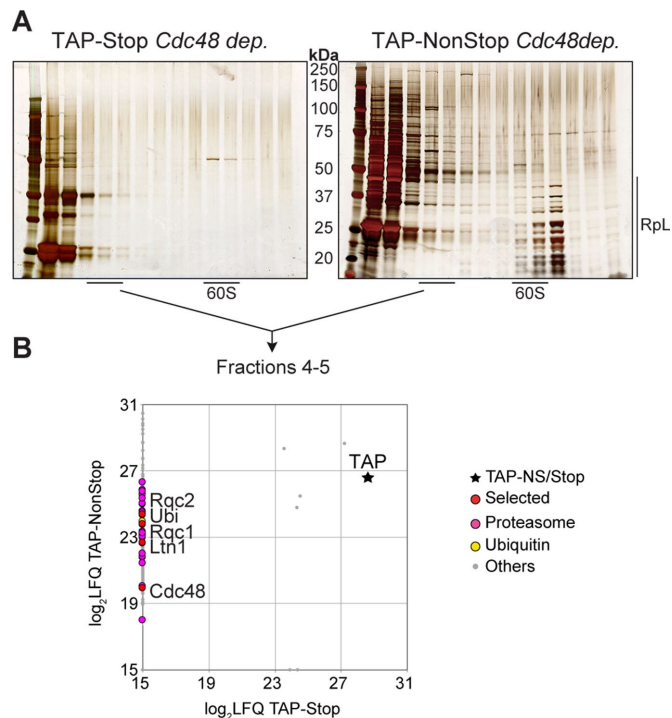 A
TAP-Stop Cdc48 dep.
kDa
TAP-NonStop Cdc48dep.
250
150
100
75
50
37
25
20
RpL
60S
60S
B
Fractions 4-5
31
27
23
19
15
log2LFQ TAP-NonStop
TAP
Rqc2
Ubi
Rqc1
Ltn1
Cdc48
15
19
23
27
31
log2LFQ TAP-Stop
TAP-NS/Stop
Selected
Proteasome
Ubiquitin
Others